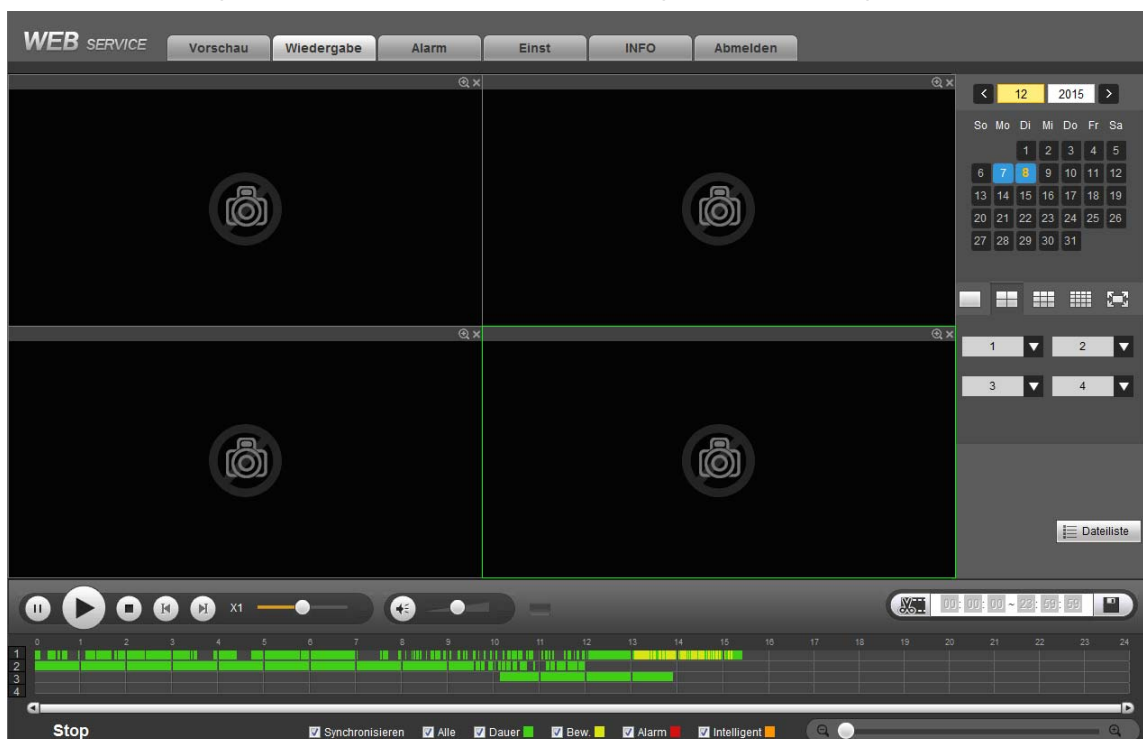 WEB SERVICE
Vorschau Wiedergabe Alarm Einst INFO Abmelden
12 2015
So Mo Di Mi Do Fr Sa
1 2 3 4 5
6 7 8 9 10 11 12
13 14 15 16 17 18 19
20 21 22 23 24 25 26
27 28 29 30 31
1 2
3 4
Dateiliste
X1
00: 00: 00 ~ 23: 59: 59
0 1 2 3 4 5 6 7 8 9 10 11 12 13 14 15 16 17 18 19 20 21 22 23 24
1
2
3
4
Stop
Synchronisieren Alle Dauer Bew. Alarm Intelligent